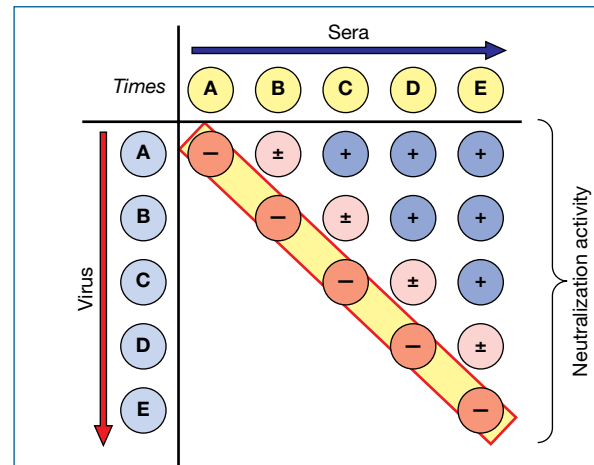 Sera
Times A B C D E
A − ± + + +
B − ± + +
C − ± +
D − ±
E −
Virus
Neutralization activity